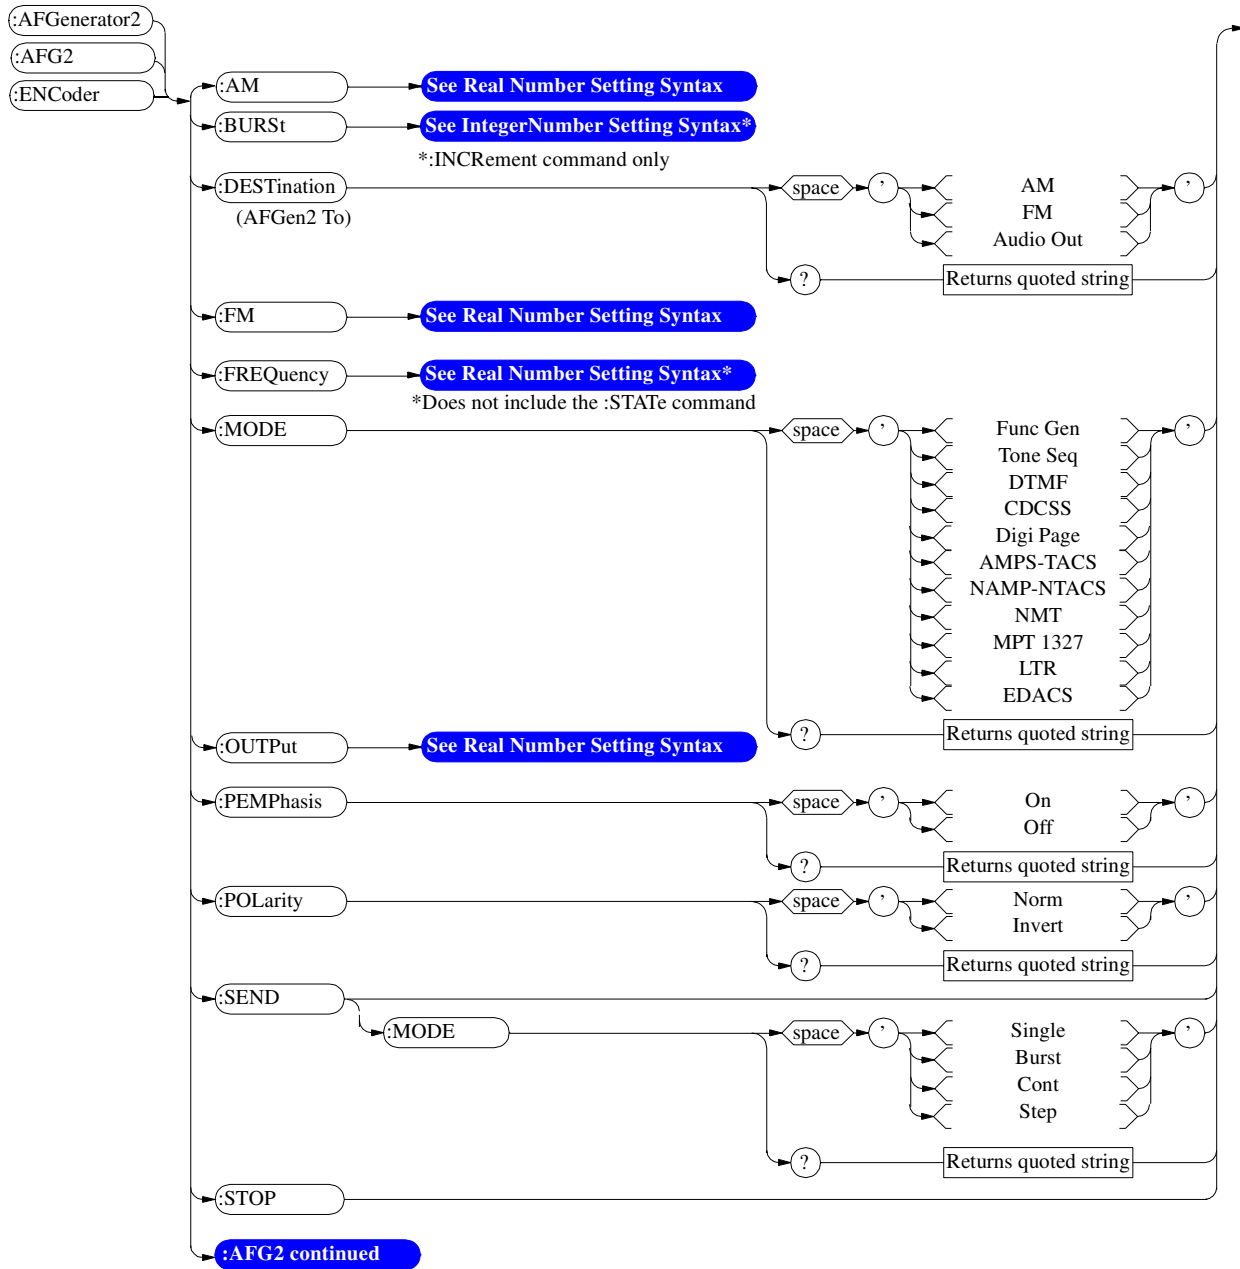 :AFGenerator2
:AFG2
:ENCoder
:AM
See Real Number Setting Syntax
:BURSt
See IntegerNumber Setting Syntax*
*:INCRement command only
:DESTination
(AFGen2 To)
space
'
AM
FM
Audio Out
'
?
Returns quoted string
:FM
See Real Number Setting Syntax
:FREQuency
See Real Number Setting Syntax*
*Does not include the :STATe command
:MODE
space
'
Func Gen
Tone Seq
DTMF
CDCSS
Digi Page
AMPS-TACS
NAMP-NTACS
NMT
MPT 1327
LTR
EDACS
'
?
Returns quoted string
:OUTPut
See Real Number Setting Syntax
:PEMPhasis
space
'
On
Off
'
?
Returns quoted string
:POLarity
space
'
Norm
Invert
'
?
Returns quoted string
:SEND
:MODE
space
'
Single
Burst
Cont
Step
'
?
Returns quoted string
:STOP
:AFG2 continued